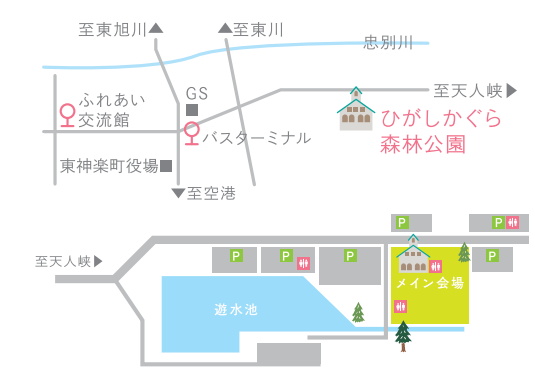 至東旭川▲
▲至東川
忠別川
至天人峡▶
ふれあい
交流館
GS
バスターミナル
ひがしかぐら
森林公園
東神楽町役場
▼至空港
P
P
至天人峡▶
P
P
P
P
メイン会場
遊水池